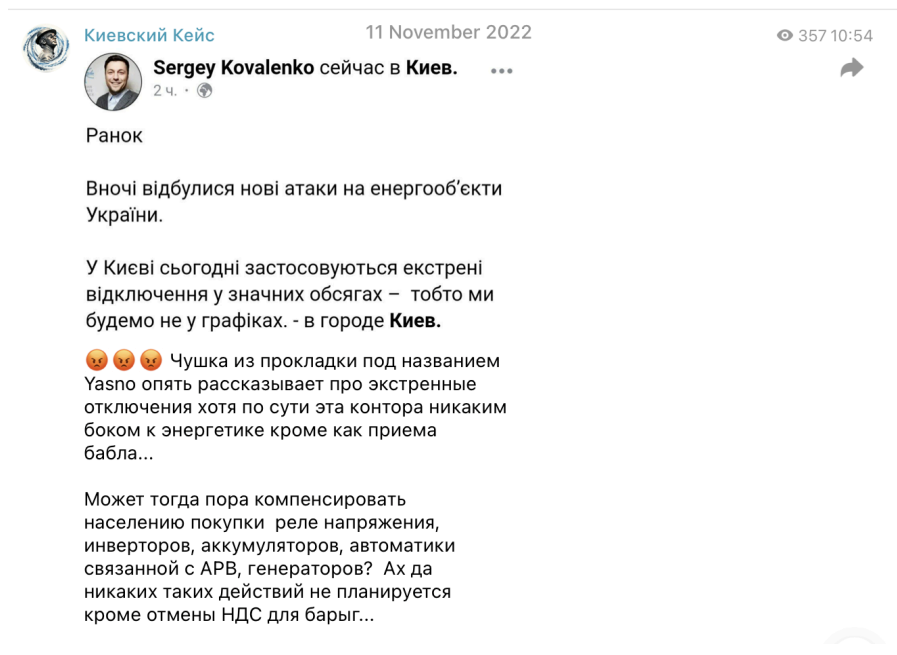 Киевский Кейс
11 November 2022
357 10:54
Sergey Kovalenko сейчас в Киев.
2 ч.
Ранок
Вночі відбулися нові атаки на енергооб’єкти
України.
У Києві сьогодні застосовуються екстрені
відключення у значних обсягах – тобто ми
будемо не у графіках. - в городе Киев.
😡 😡 😡 Чушка из прокладки под названием
Yasno опять рассказывает про экстренные
отключения хотя по сути эта контора никаким
боком к энергетике кроме как приема
бабла...
Может тогда пора компенсировать
населению покупки реле напряжения,
инверторов, аккумуляторов, автоматики
связанной с АРВ, генераторов? Ах да
никаких таких действий не планируется
кроме отмены НДС для барыг...